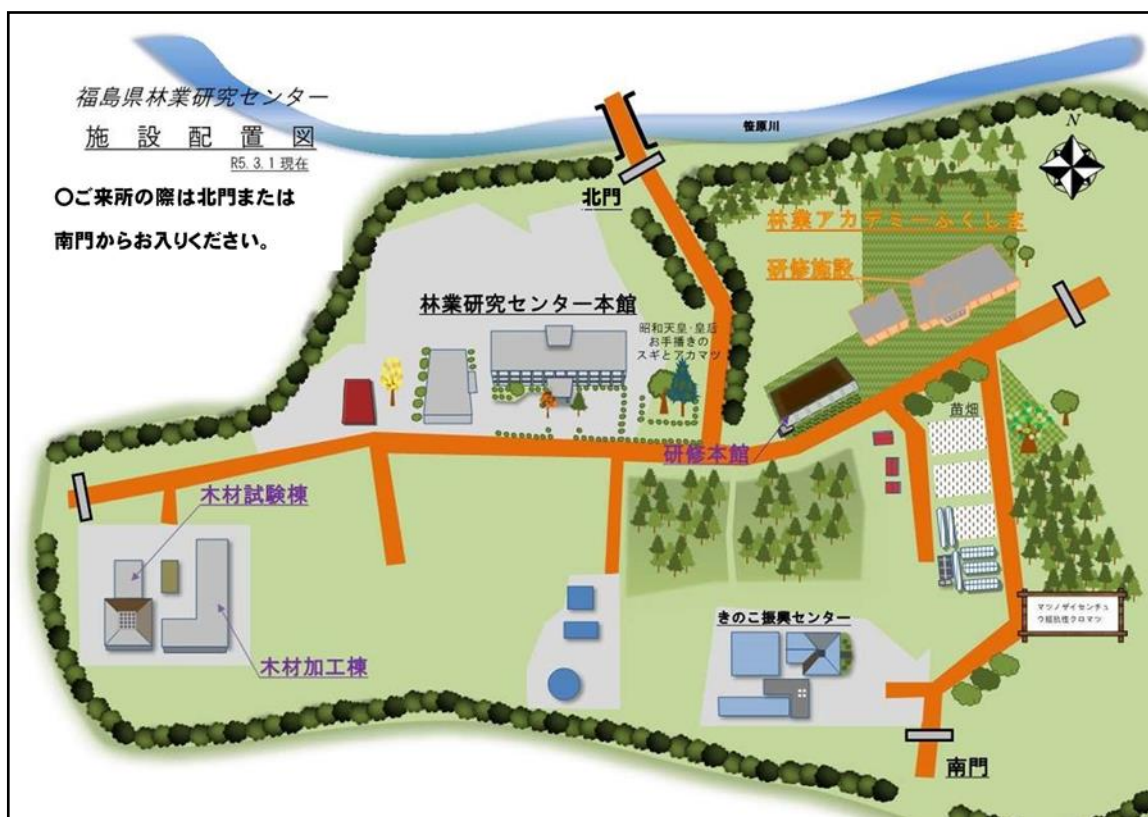 福島県林業研究センター
施設配置図
R5.3.1現在
〇ご来所の際は北門または
南門からお入りください。
笹原川
N
北門
林業アカデミーふくしま
研修施設
林業研究センター本館
昭和天皇・皇后
お手播きの
スギとアカマツ
苗畑
研修本館
木材試験棟
マツノザイセンチュ
ウ抵抗性クロマツ
きのこ振興センター
木材加工棟
南門